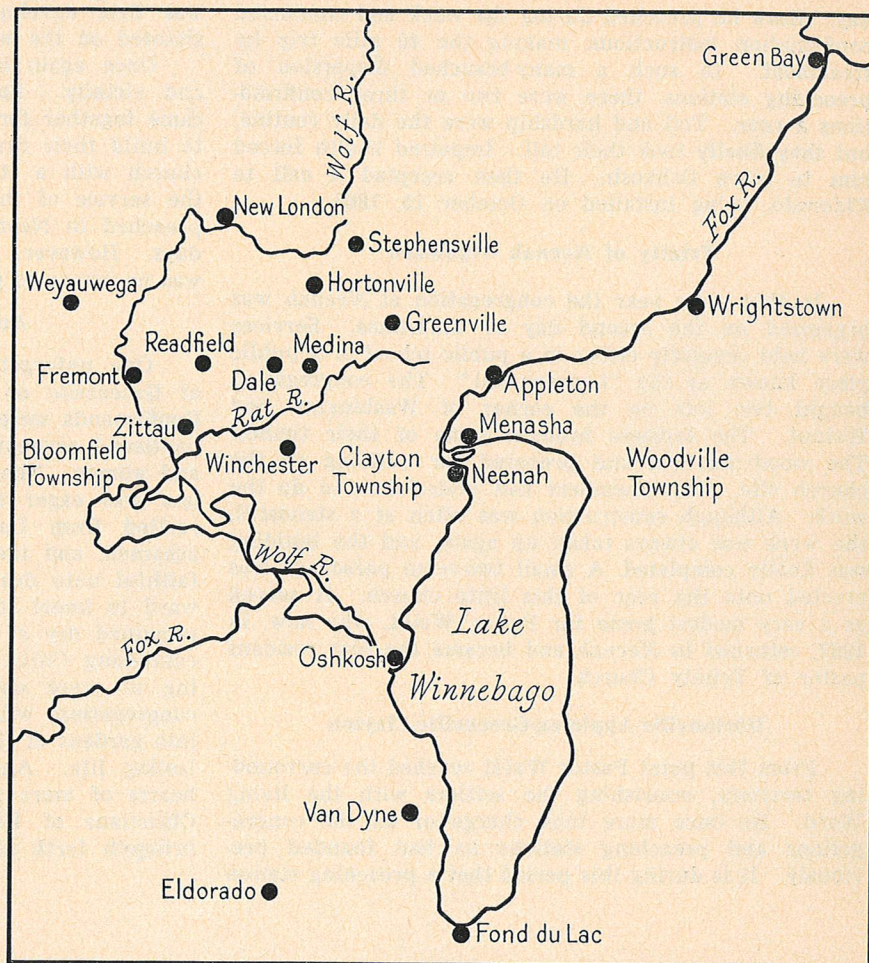 Green Bay
Wolf R.
Fox R.
New London
Stephensville
Weyauwega
Hortonville
Wrightstown
Greenville
Readfield
Medina
Fremont
Dale
Appleton
Rat R.
Zittau
Menasha
Bloomfield
Township
Winchester
Clayton
Township
Neenah
Woodville
Township
Wolf R.
Fox R.
Lake
Winnebago
Oshkosh
Van Dyne
Eldorado
Fond du Lac